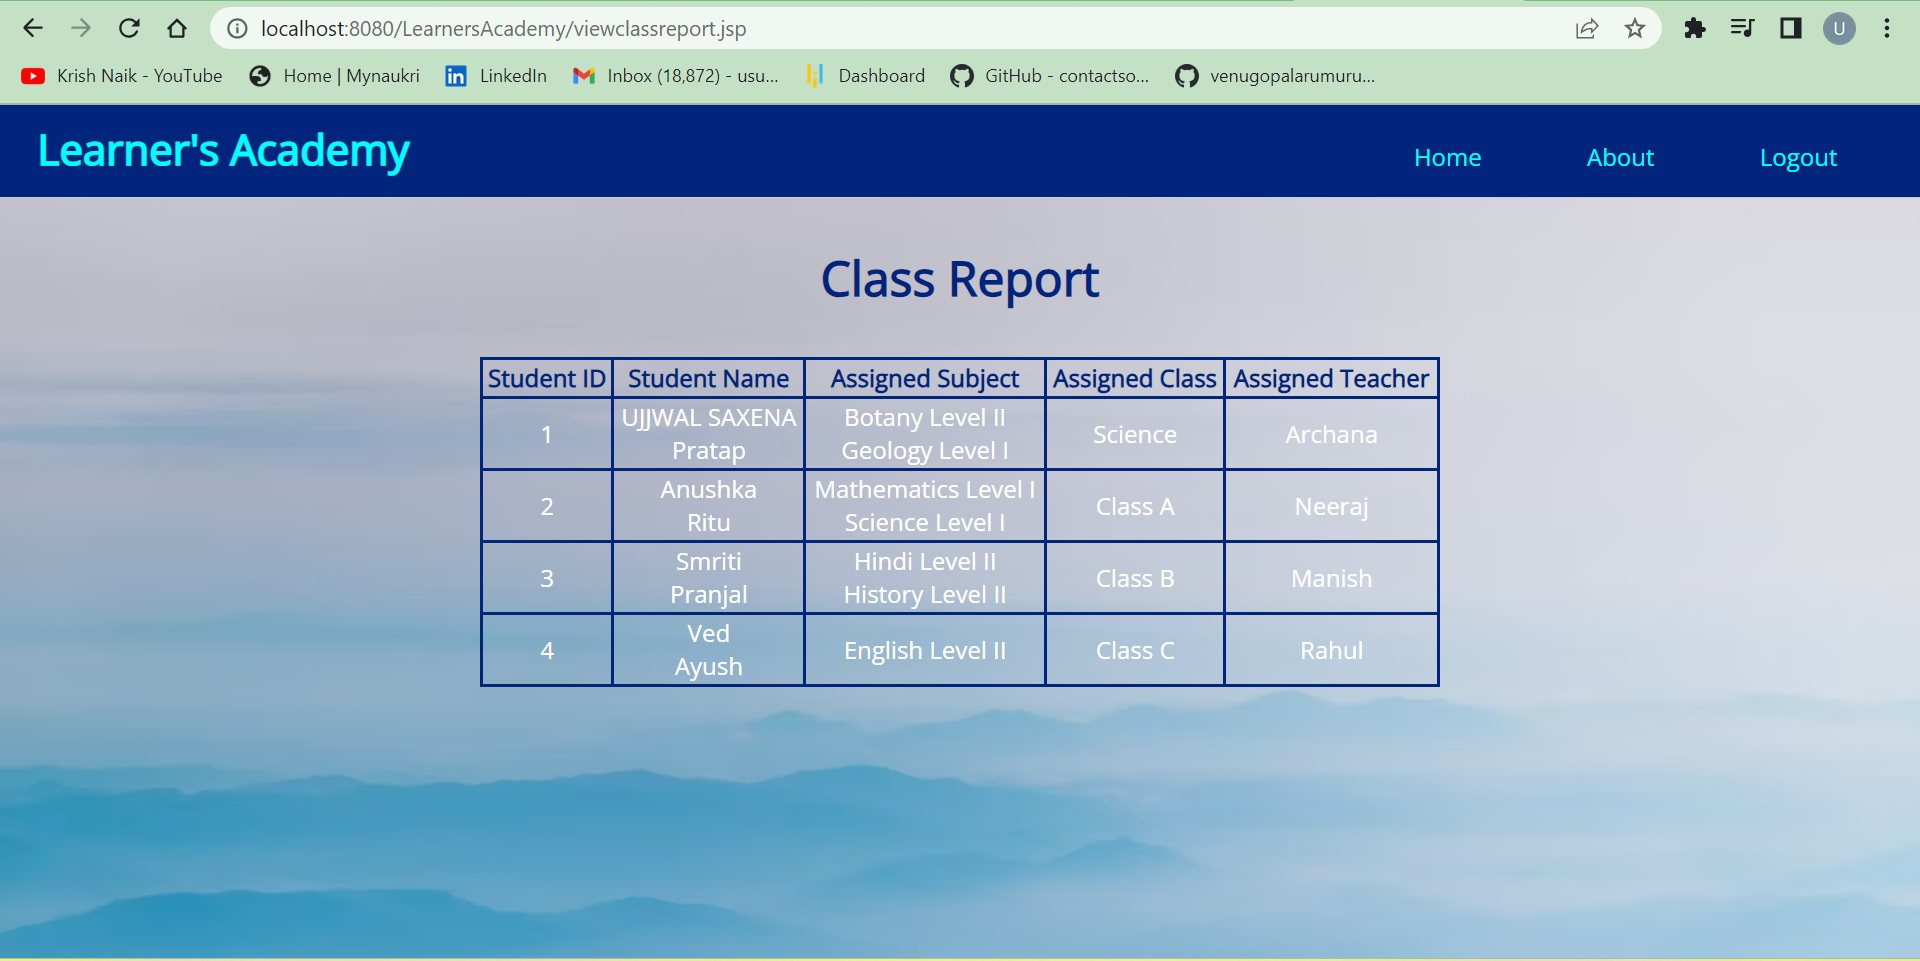 localhost:8080/LearnersAcademy/viewclassreport.jsp
U
Krish Naik - YouTube Home | Mynaukri LinkedIn Inbox (18,872) - usu... Dashboard GitHub - contactso... venugopalarumuru...
Learner's Academy Home About Logout
Class Report
Student ID Student Name Assigned Subject Assigned Class Assigned Teacher
1 UJJWAL SAXENA Botany Level II Science Archana
Pratap Geology Level I
2 Anushka Mathematics Level I Class A Neeraj
Ritu Science Level I
3 Smriti Hindi Level II Class B Manish
Pranjal History Level II
4 Ved English Level II Class C Rahul
Ayush